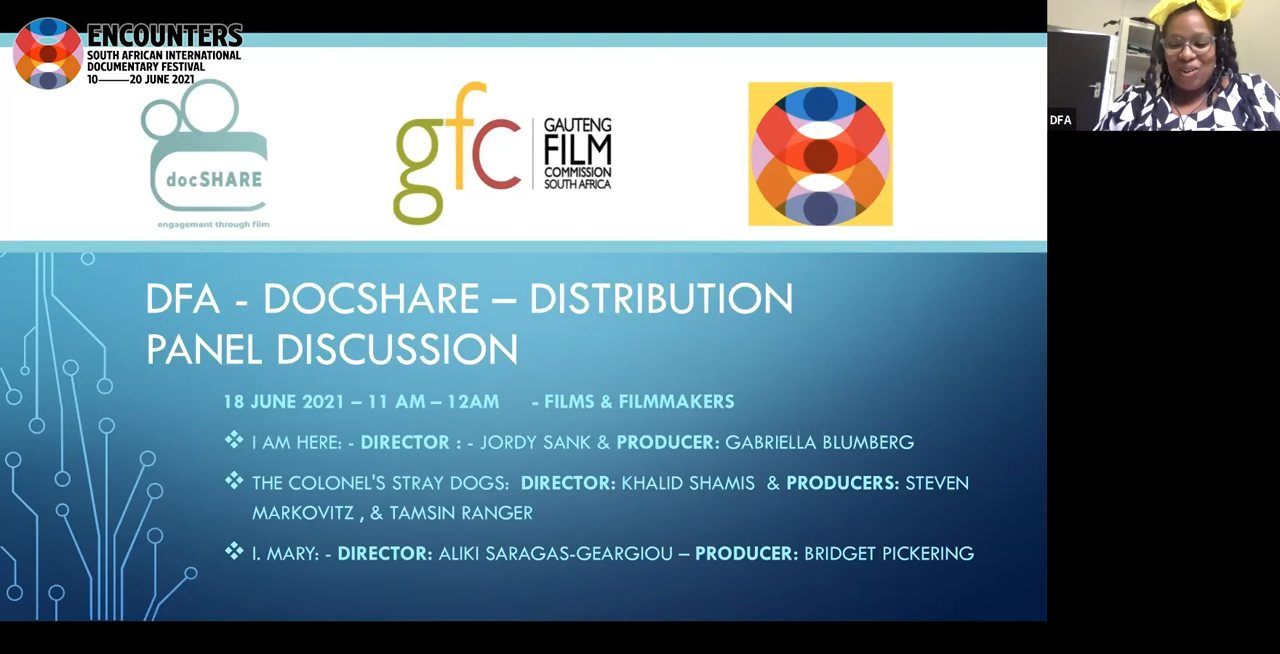 ENCOUNTERS
SOUTH AFRICAN INTERNATIONAL
DOCUMENTARY FESTIVAL
10——20 JUNE 2021
docSHARE
engagement through film
gfc
GAUTENG
FILM
COMMISSION
SOUTH AFRICA
DFA
DFA - DOCSHARE – DISTRIBUTION
PANEL DISCUSSION
18 JUNE 2021 – 11 AM – 12AM - FILMS & FILMMAKERS
❖ I AM HERE: - DIRECTOR : - JORDY SANK & PRODUCER: GABRIELLA BLUMBERG
❖ THE COLONEL'S STRAY DOGS: DIRECTOR: KHALID SHAMIS & PRODUCERS: STEVEN
MARKOVITZ , & TAMSIN RANGER
❖ I. MARY: - DIRECTOR: ALIKI SARAGAS-GEARGIOU – PRODUCER: BRIDGET PICKERING